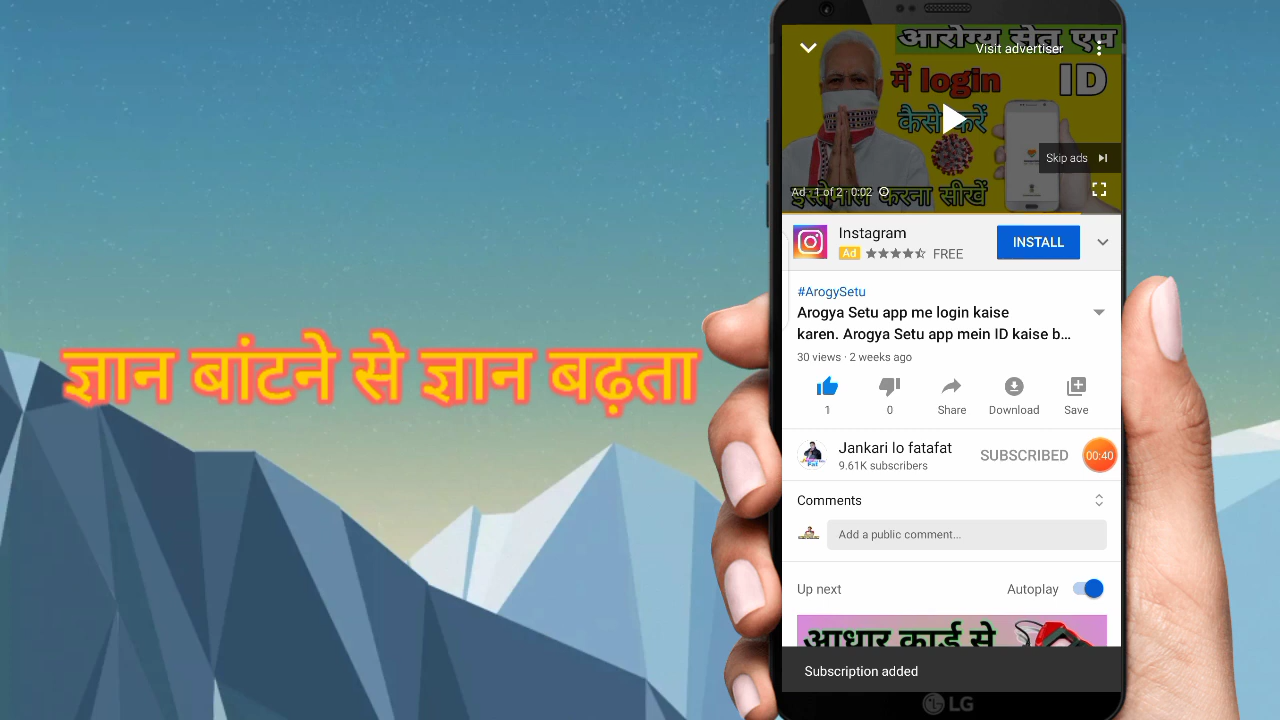 ज्ञान बांटने से ज्ञान बढ़ता
आरोग्य सेतु एप
Visit advertiser
में login ID
कैसे करें
Skip ads
Ad · 1 of 2 · 0:02
इस्तेमाल करना सीखें
Instagram
Ad FREE
INSTALL
#ArogySetu
Arogya Setu app me login kaise
karen. Arogya Setu app mein ID kaise b...
30 views · 2 weeks ago
1 0 Share Download Save
Jankari lo fatafat
9.61K subscribers
SUBSCRIBED
00:40
Comments
Add a public comment...
Up next Autoplay
आधार कार्ड से
Subscription added
LG